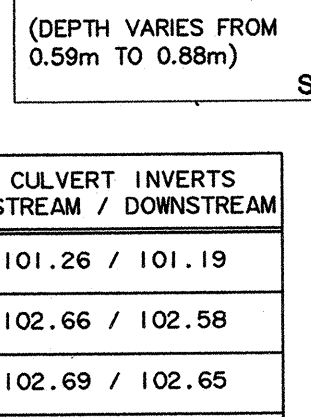 (DEPTH VARIES FROM
0.59m TO 0.88m)
S
CULVERT INVERTS
STREAM / DOWNSTREAM
101.26 / 101.19
102.66 / 102.58
102.69 / 102.65